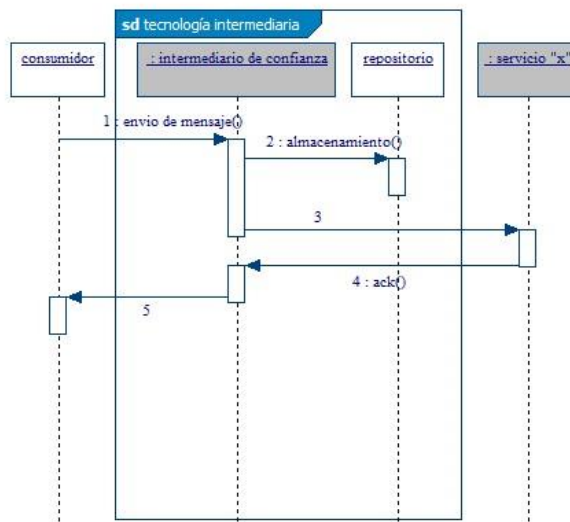 sd tecnología intermediaria
consumidor
: intermediario de confianza
repositorio
: servicio "x"
1 : envio de mensaje()
2 : almacenamiento()
3
4 : ack()
5